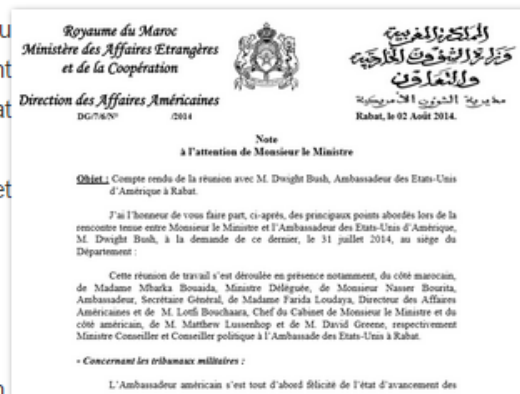 u
nt
at
et
n
Royaume du Maroc
Ministère des Affaires Etrangères
et de la Coopération
Direction des Affaires Américaines
DG/7/6/N° /2014
المملكة المغربية
وزارة الشؤون الخارجية
والتعاون
مديرية الشؤون الأمريكية
Rabat, le 02 Août 2014.
Note
à l'attention de Monsieur le Ministre
Objet : Compte rendu de la réunion avec M. Dwight Bush, Ambassadeur des Etats-Unis
d'Amérique à Rabat.
J'ai l'honneur de vous faire part, ci-après, des principaux points abordés lors de la
rencontre tenue entre Monsieur le Ministre et l'Ambassadeur des Etats-Unis d'Amérique,
M. Dwight Bush, à la demande de ce dernier, le 31 juillet 2014, au siège du
Département :
Cette réunion de travail s'est déroulée en présence notamment, du côté marocain,
de Madame Mbarka Bouaida, Ministre Déléguée, de Monsieur Nasser Bourita,
Ambassadeur, Secrétaire Général, de Madame Farida Loudaya, Directeur des Affaires
Américaines et de M. Lotfi Bouchaara, Chef du Cabinet de Monsieur le Ministre et du
côté américain, de M. Matthew Lussenhop et de M. David Greene, respectivement
Ministre Conseiller et Conseiller politique à l'Ambassade des Etats-Unis à Rabat.
- Concernant les tribunaux militaires :
L'Ambassadeur américain s'est tout d'abord félicité de l'état d'avancement des